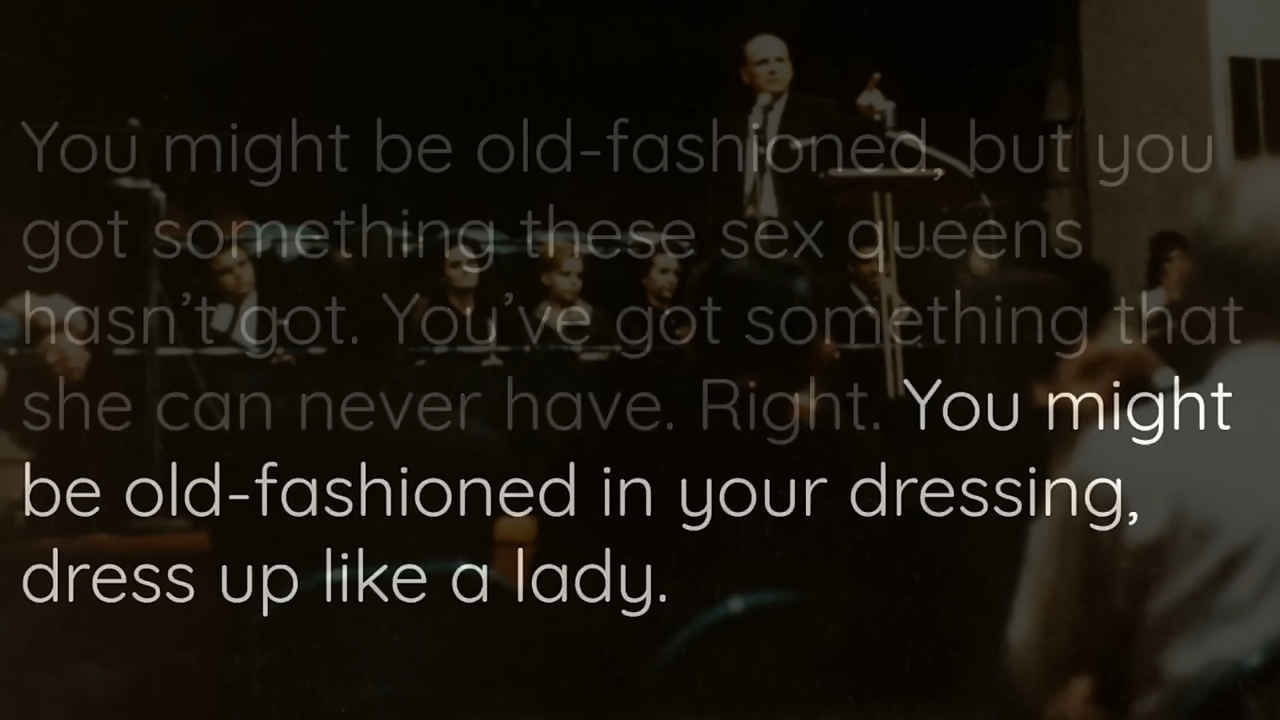 You might be old-fashioned, but you
got something these sex queens
hasn’t got. You’ve got something that
she can never have. Right. You might
be old-fashioned in your dressing,
dress up like a lady.